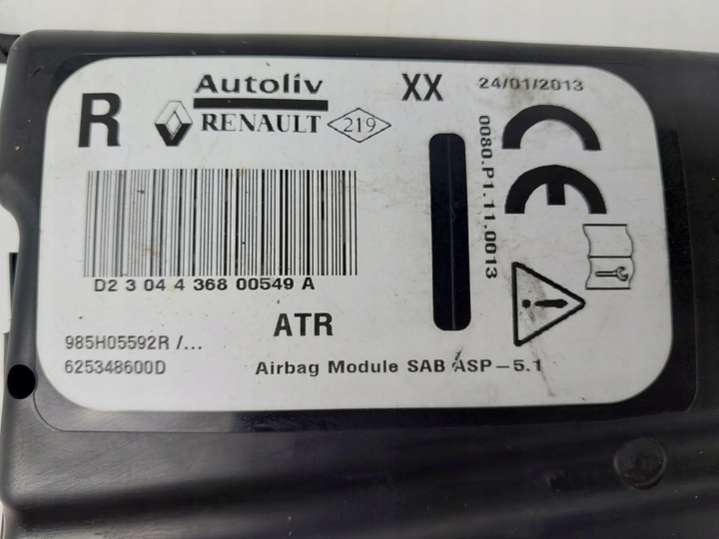 R
Autoliv
RENAULT 219
XX
24/01/2013
CE
0080.P1.11.0013
D2 3 04 4 368 00549 A
ATR
985H05592R /...
625348600D
Airbag Module SAB ASP-5.1